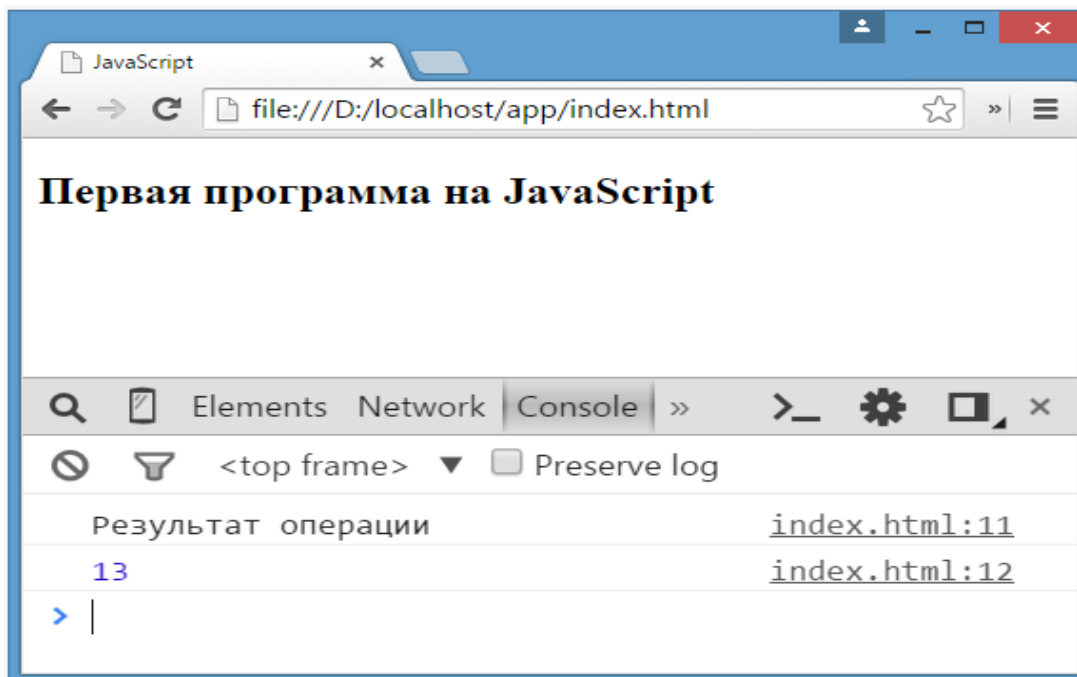 JavaScript
file:///D:/localhost/app/index.html
Первая программа на JavaScript
Elements Network Console »
<top frame> ▼ Preserve log
Результат операции index.html:11
13 index.html:12
>